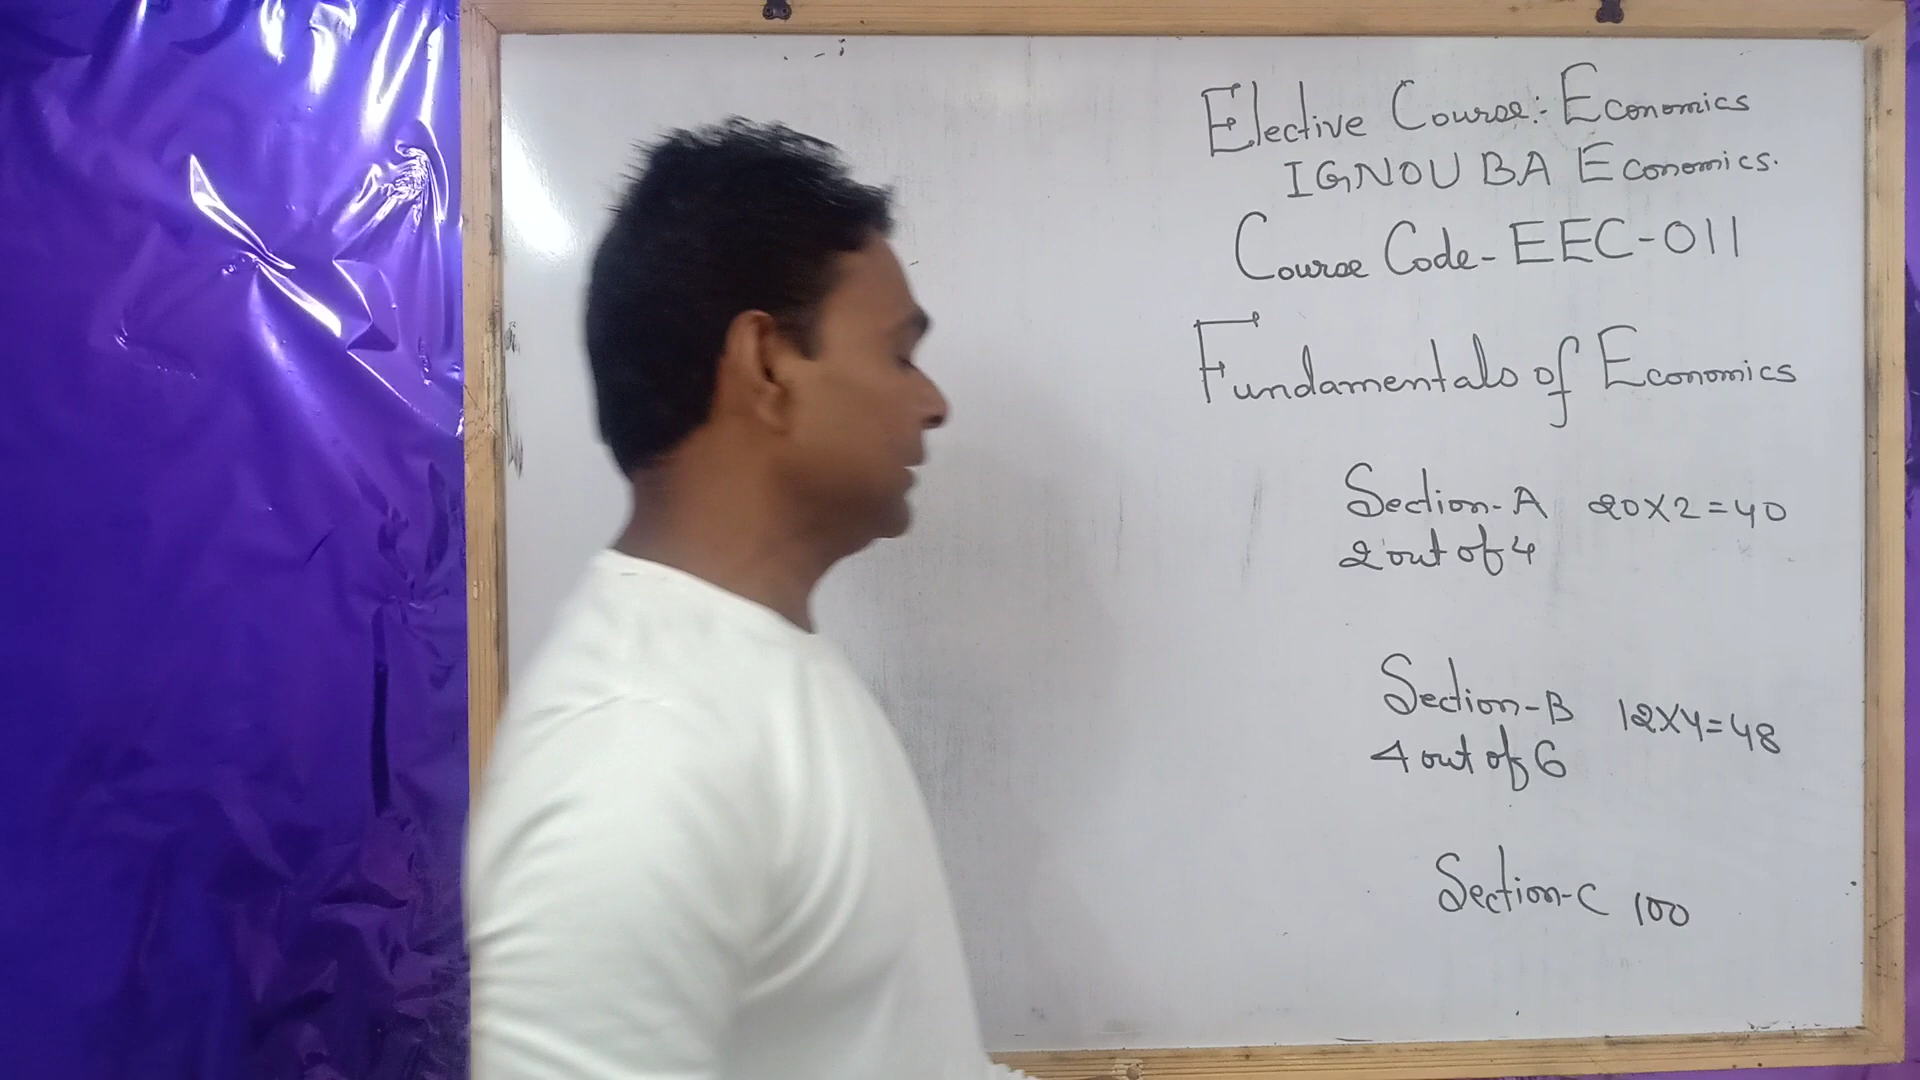 Elective Course:- Economics
IGNOU BA Economics.
Course Code- EEC-011
Fundamentals of Economics
Section-A 20X2=40
2 out of 4
Section-B 12X4=48
4 out of 6
Section-C 100